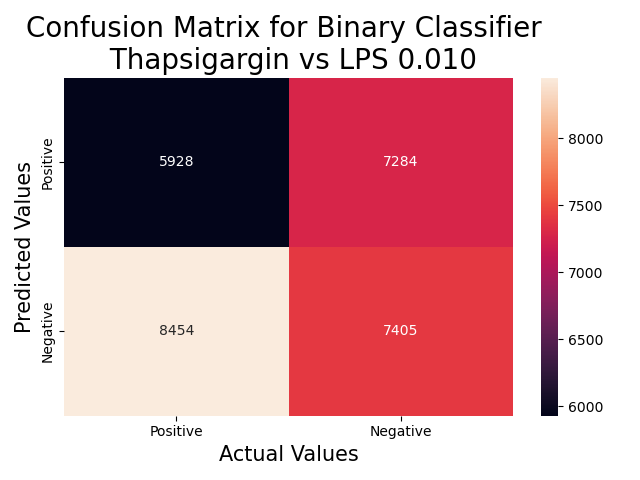 Confusion Matrix for Binary Classifier
Thapsigargin vs LPS 0.010
Predicted Values
Positive
Negative
5928
7284
8454
7405
Positive
Negative
Actual Values
8000
7500
7000
6500
6000